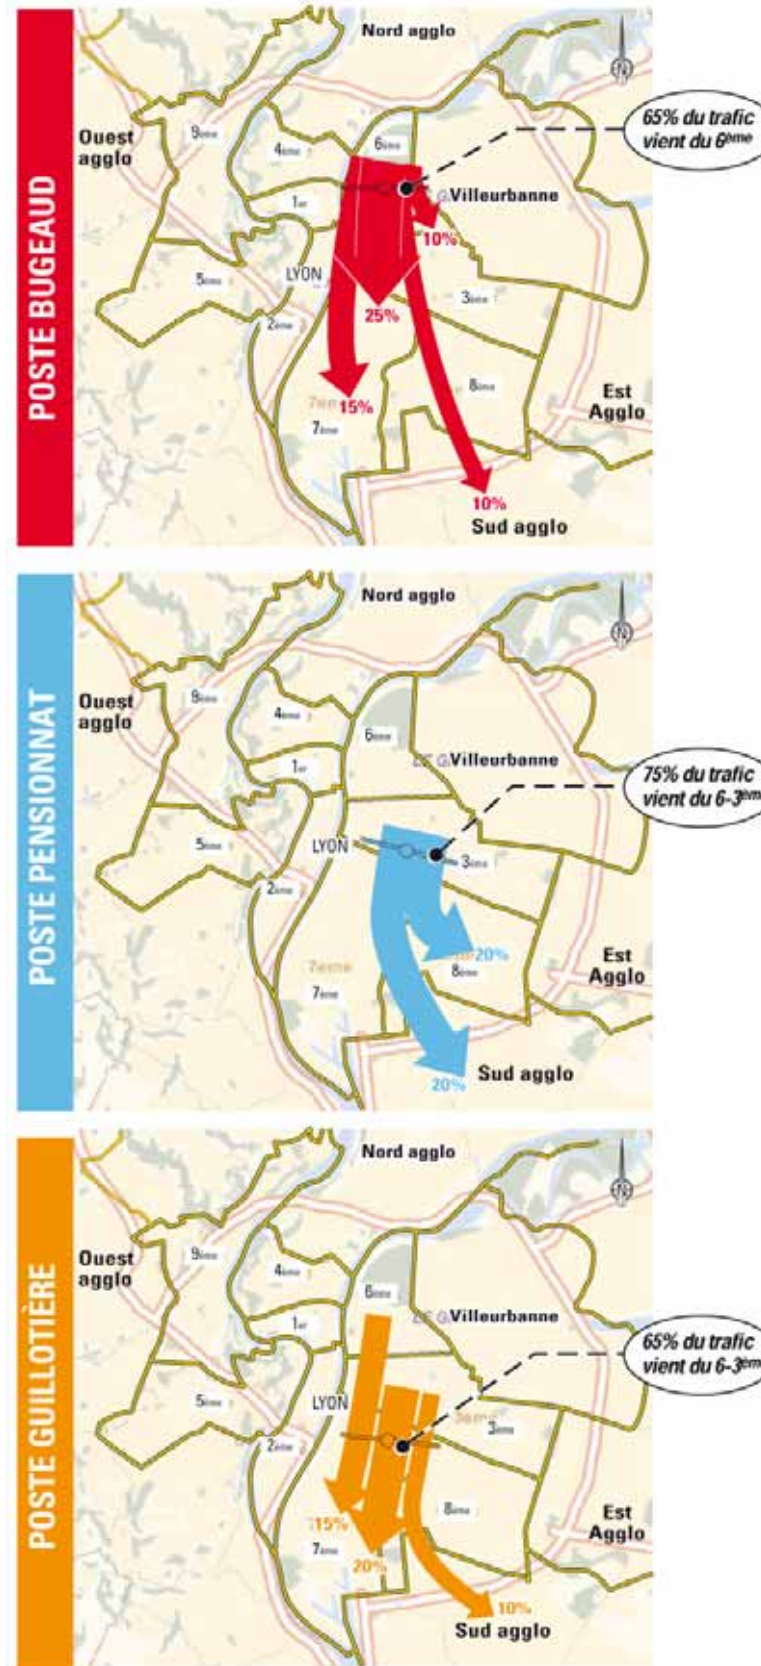 POSTE BUGEAUD
Nord agglo
N
65% du trafic
vient du 6ème
Ouest
agglo
9ème
4ème
6ème
1er
Villeurbanne
10%
5ème
LYON
3ème
2ème
25%
8ème
Est
Agglo
7eme
15%
7ème
10%
Sud agglo
POSTE PENSIONNAT
Nord agglo
N
Ouest
agglo
9ème
4ème
6ème
Villeurbanne
1er
75% du trafic
vient du 6-3ème
5ème
LYON
3ème
2ème
20%
7eme
8ème
Est
Agglo
7ème
20%
Sud agglo
POSTE GUILLOTIÈRE
Nord agglo
N
Ouest
agglo
9ème
4ème
6ème
Villeurbanne
1er
65% du trafic
vient du 6-3ème
5ème
LYON
3eme
3ème
2ème
8ème
15%
Est
Agglo
7ème
20%
10%
Sud agglo